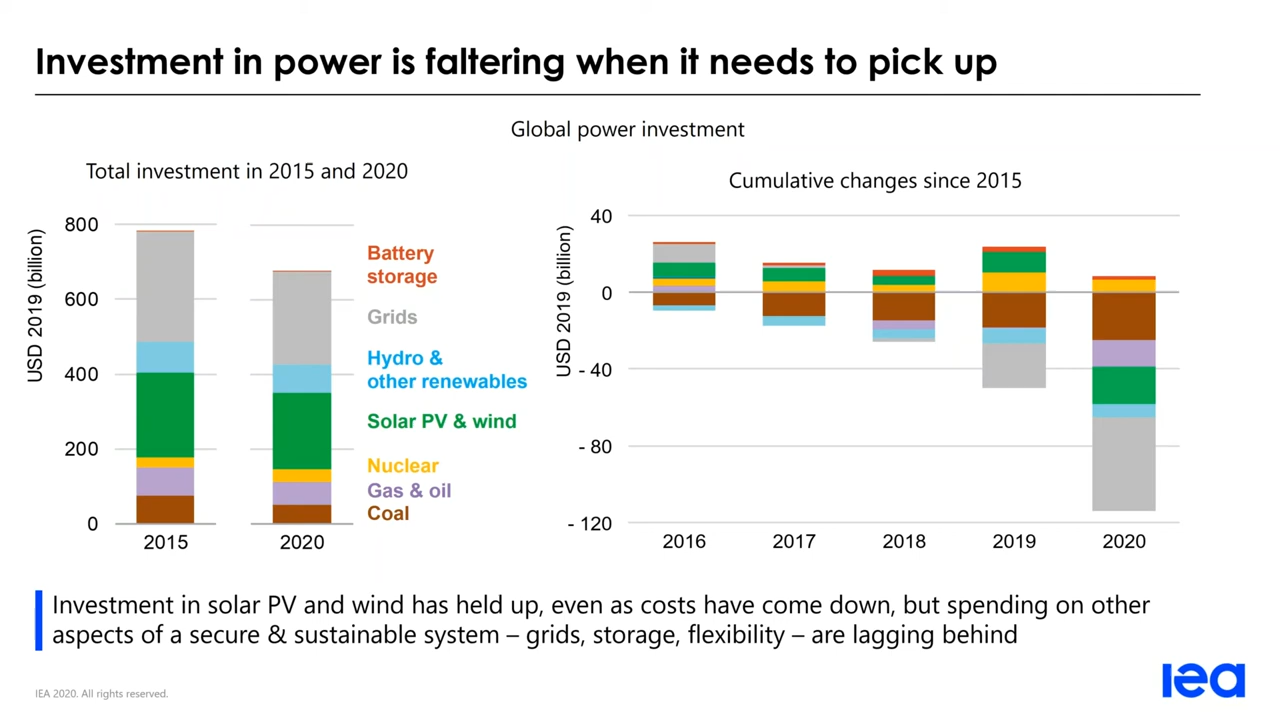 Investment in power is faltering when it needs to pick up
Global power investment
Total investment in 2015 and 2020
USD 2019 (billion)
800
600
400
200
0
2015
2020
Battery
storage
Grids
Hydro &
other renewables
Solar PV & wind
Nuclear
Gas & oil
Coal
Cumulative changes since 2015
USD 2019 (billion)
40
0
- 40
- 80
- 120
2016
2017
2018
2019
2020
Investment in solar PV and wind has held up, even as costs have come down, but spending on other
aspects of a secure & sustainable system – grids, storage, flexibility – are lagging behind
IEA 2020. All rights reserved.
iea